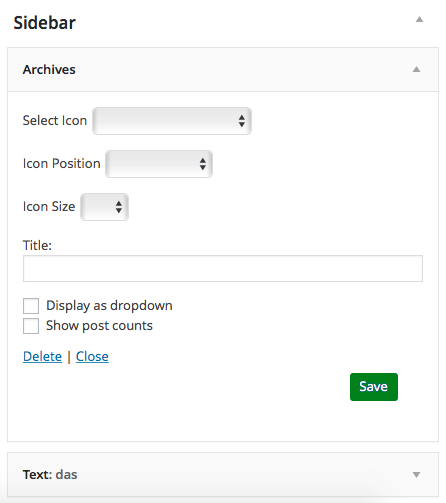 Sidebar
Archives
Select Icon
Icon Position
Icon Size
Title:
Display as dropdown
Show post counts
Delete | Close
Save
Text: das